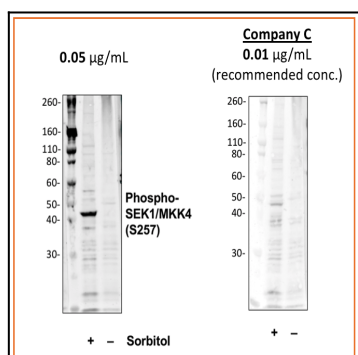 0.05 µg/mL
Company C
0.01 µg/mL
(recommended conc.)
260-
160-
110-
80-
60-
50-
40-
30-
Phospho-
SEK1/MKK4
(S257)
+ – Sorbitol
260-
160-
110-
80-
60-
50-
40-
30-
+ –